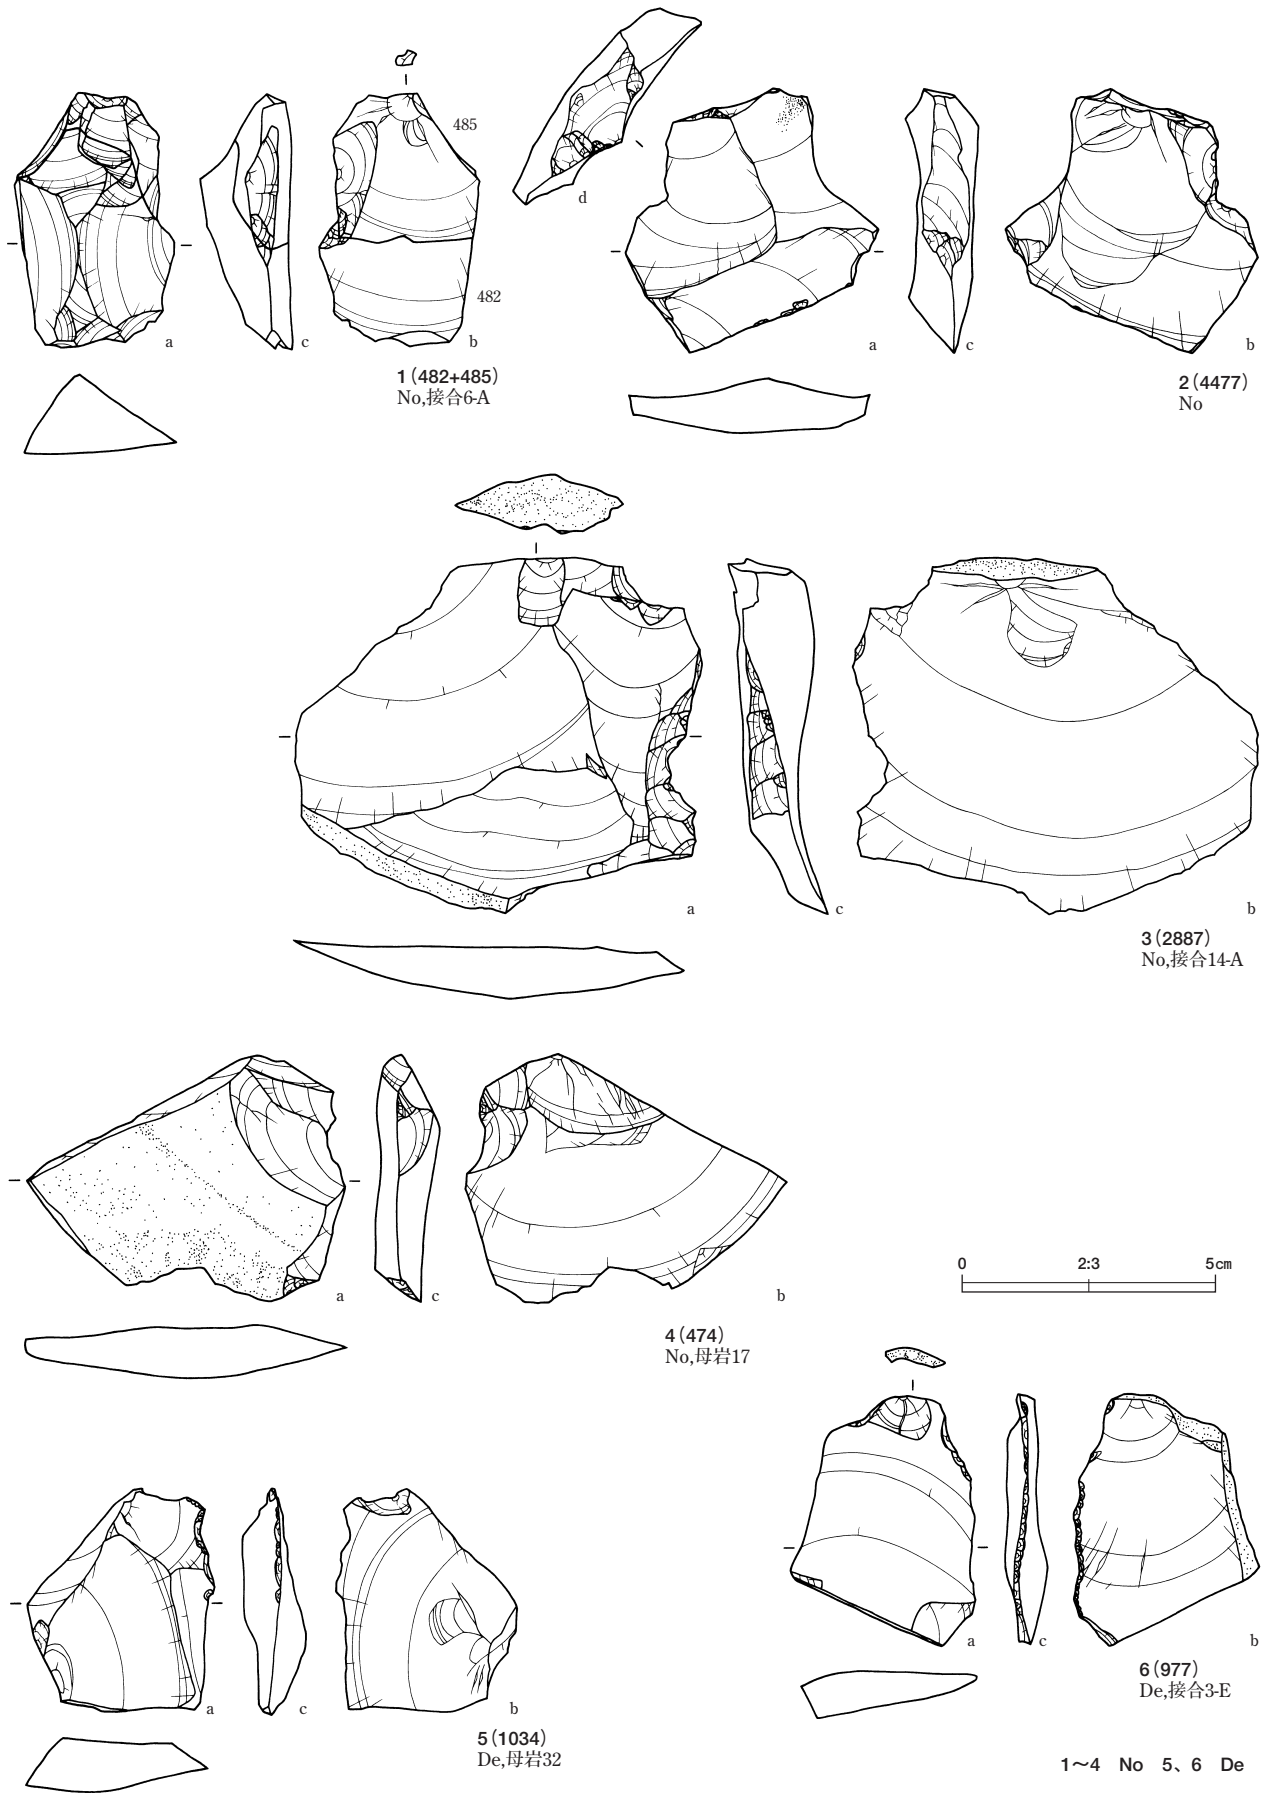 485
482
a
c
b
1(482+485)
No,接合6-A
d
a
c
b
2(4477)
No
a
c
b
3(2887)
No,接合14-A
a
c
b
4(474)
No,母岩17
0 2:3 5cm
a
c
b
5(1034)
De,母岩32
a
c
b
6(977)
De,接合3-E
1～4 No 5、6 De